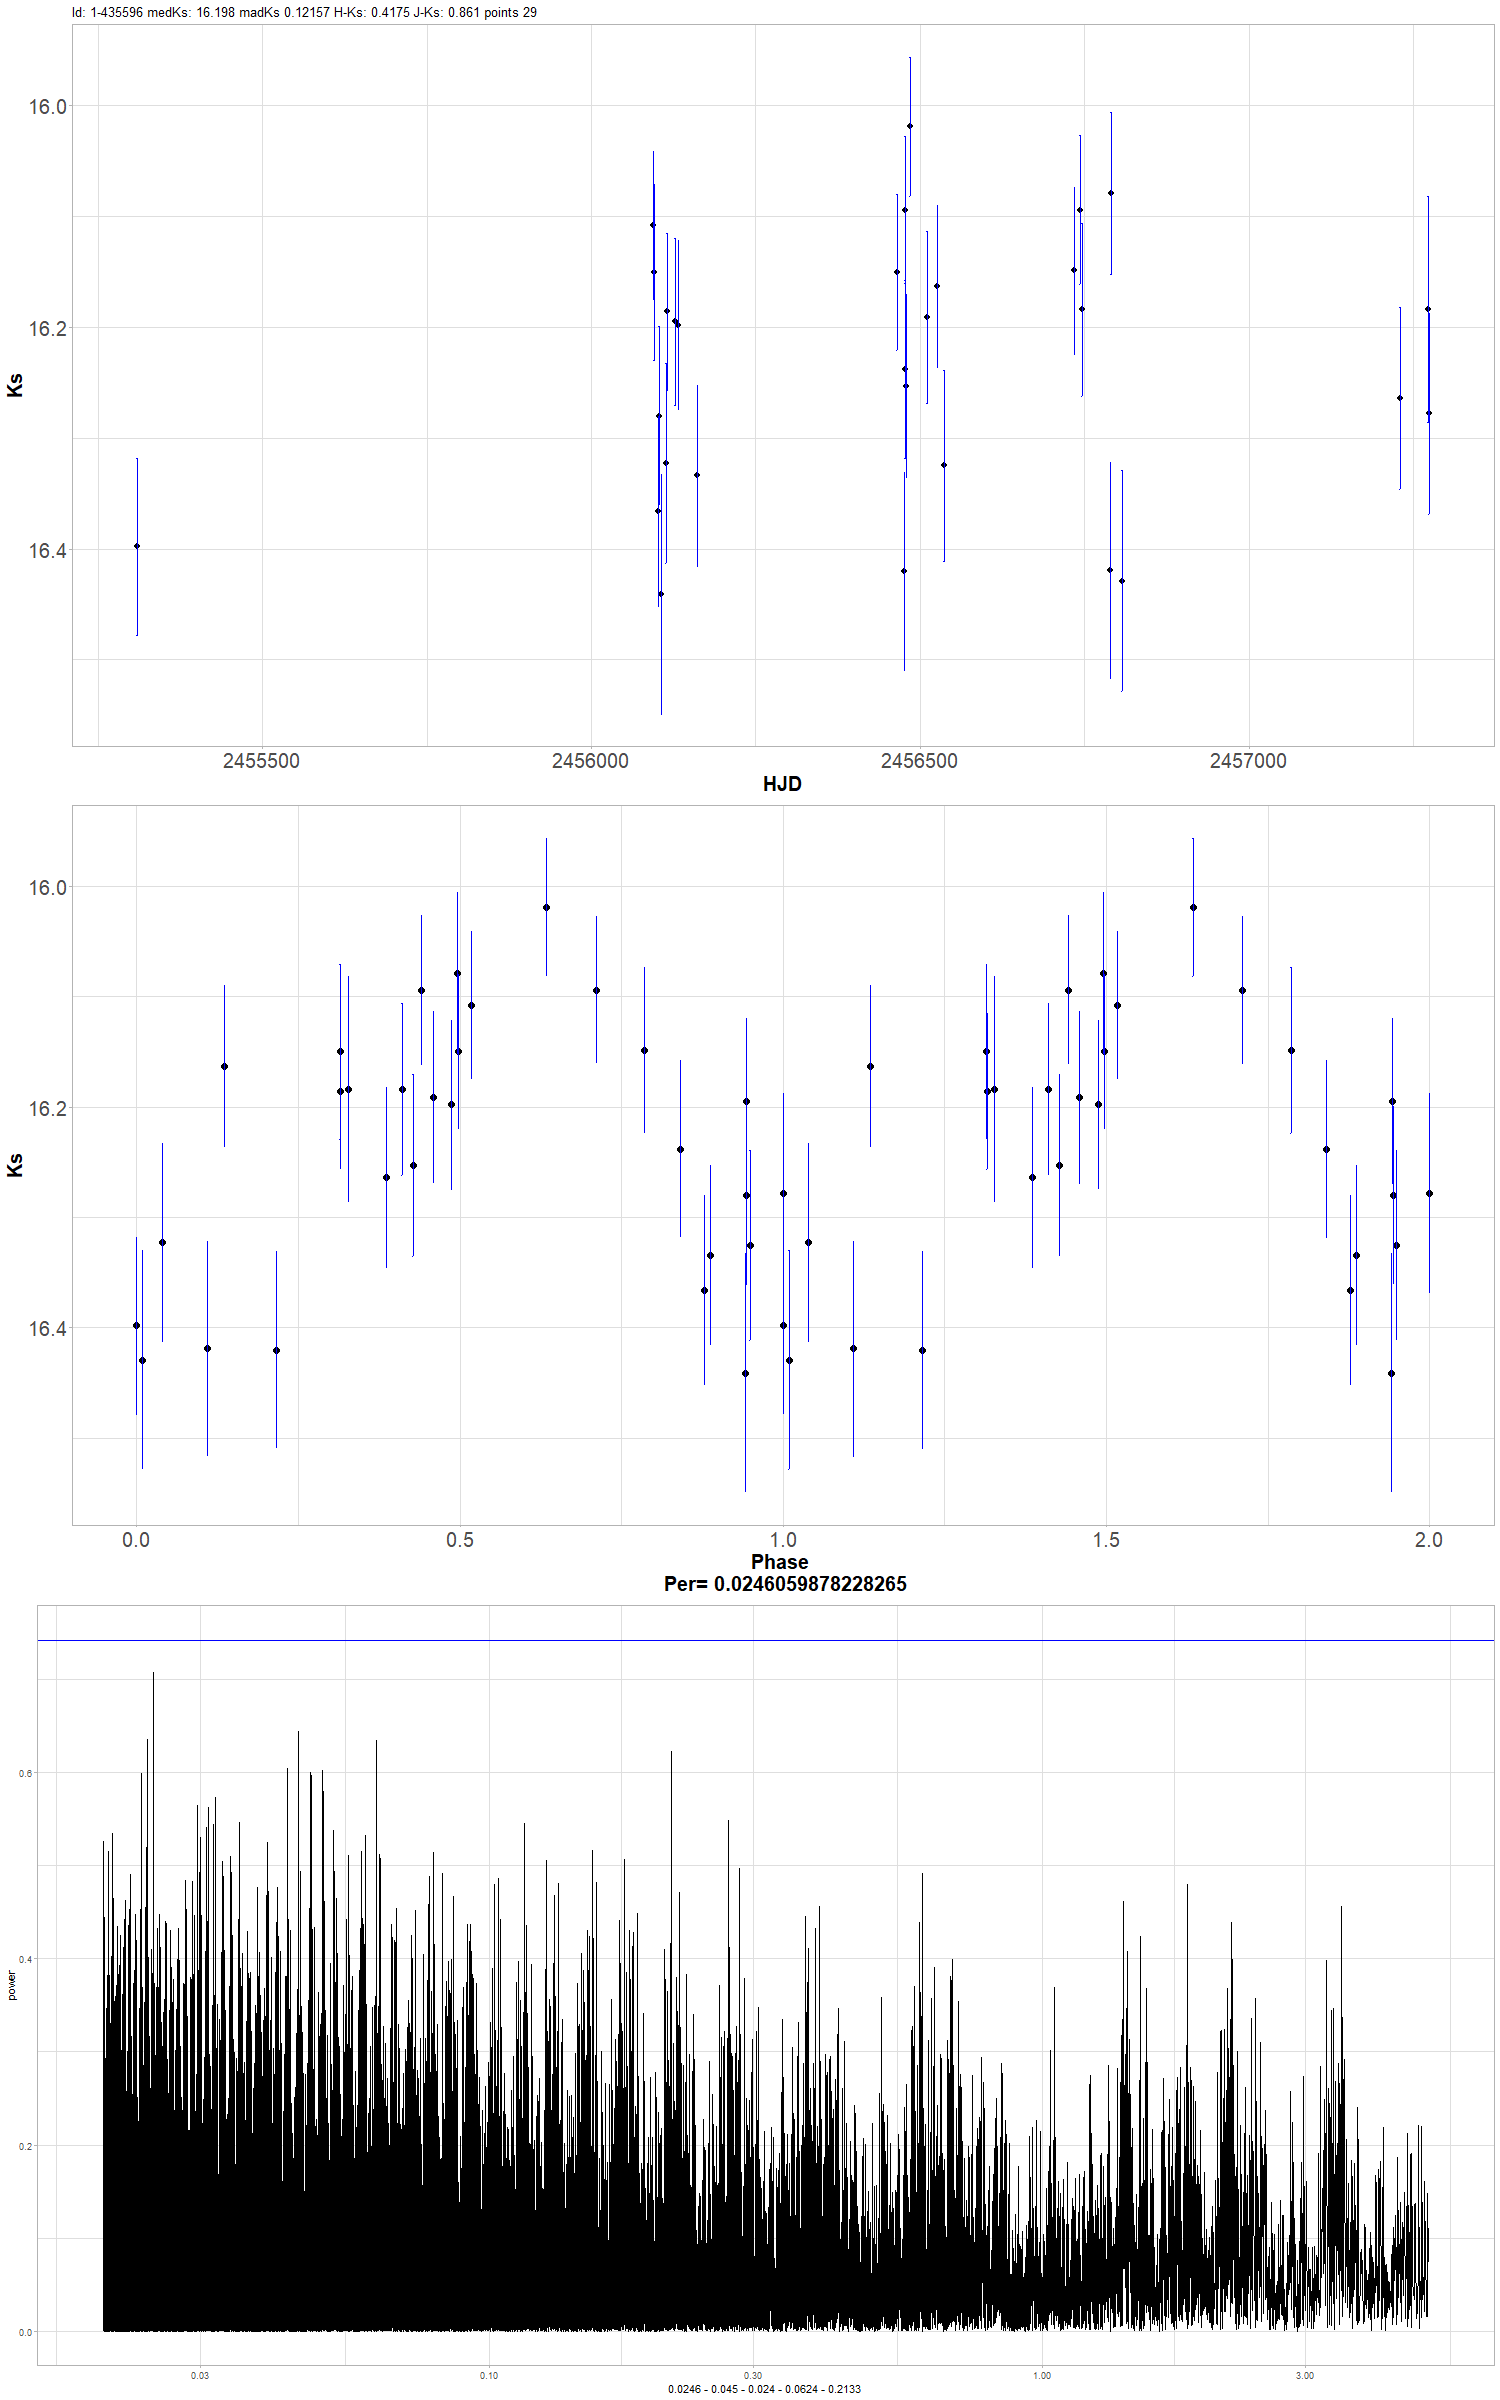 Id: 1-435596 medKs: 16.198 madKs 0.12157 H-Ks: 0.4175 J-Ks: 0.861 points 29
16.0
16.2
16.4
Ks
2455500 2456000 2456500 2457000
HJD
16.0
16.2
16.4
Ks
0.0 0.5 1.0 1.5 2.0
Phase
Per= 0.0246059878228265
0.6
0.4
0.2
0.0
power
0.03 0.10 0.30 1.00 3.00
0.0246 - 0.045 - 0.024 - 0.0624 - 0.2133